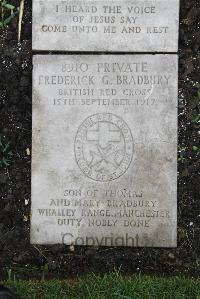 I HEARD THE VOICE
OF JESUS SAY
COME UNTO ME AND REST
8910 PRIVATE
FREDERICK G. BRADBURY
BRITISH RED CROSS
15TH SEPTEMBER 1917
SON OF THOMAS
AND MARY BRADBURY
WHALLEY RANGE, MANCHESTER
DUTY NOBLY DONE
Copyright